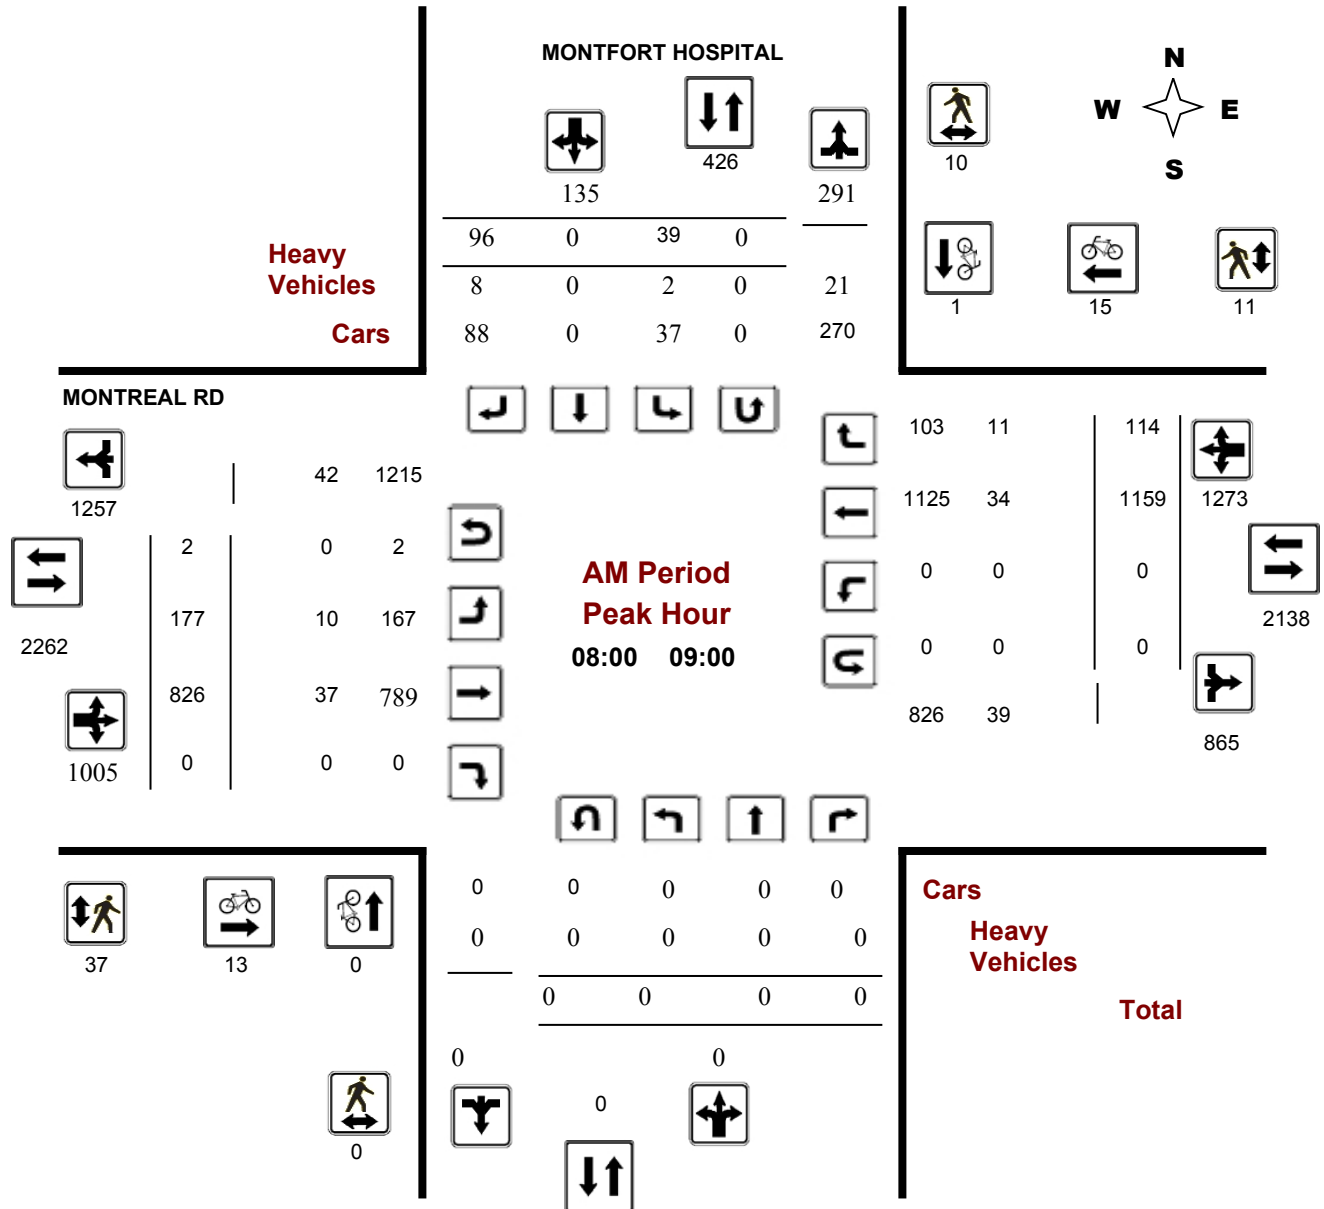 MONTFORT HOSPITAL
N
W E
S
426
10
135
291
96 0 39 0
Heavy
Vehicles
8 0 2 0 21
1 15 11
Cars
88 0 37 0 270
MONTREAL RD
103 11 114
42 1215
1257
1125 34 1159 1273
2 0 2
0 0 0
AM Period
Peak Hour
177 10 167
2138
2262
08:00 09:00
0 0 0
826 37 789
826 39
865
1005 0 0 0
0 0 0 0 0
Cars
0 0 0 0 0
Heavy
Vehicles
37 13 0
0 0 0 0
Total
0 0
0
0